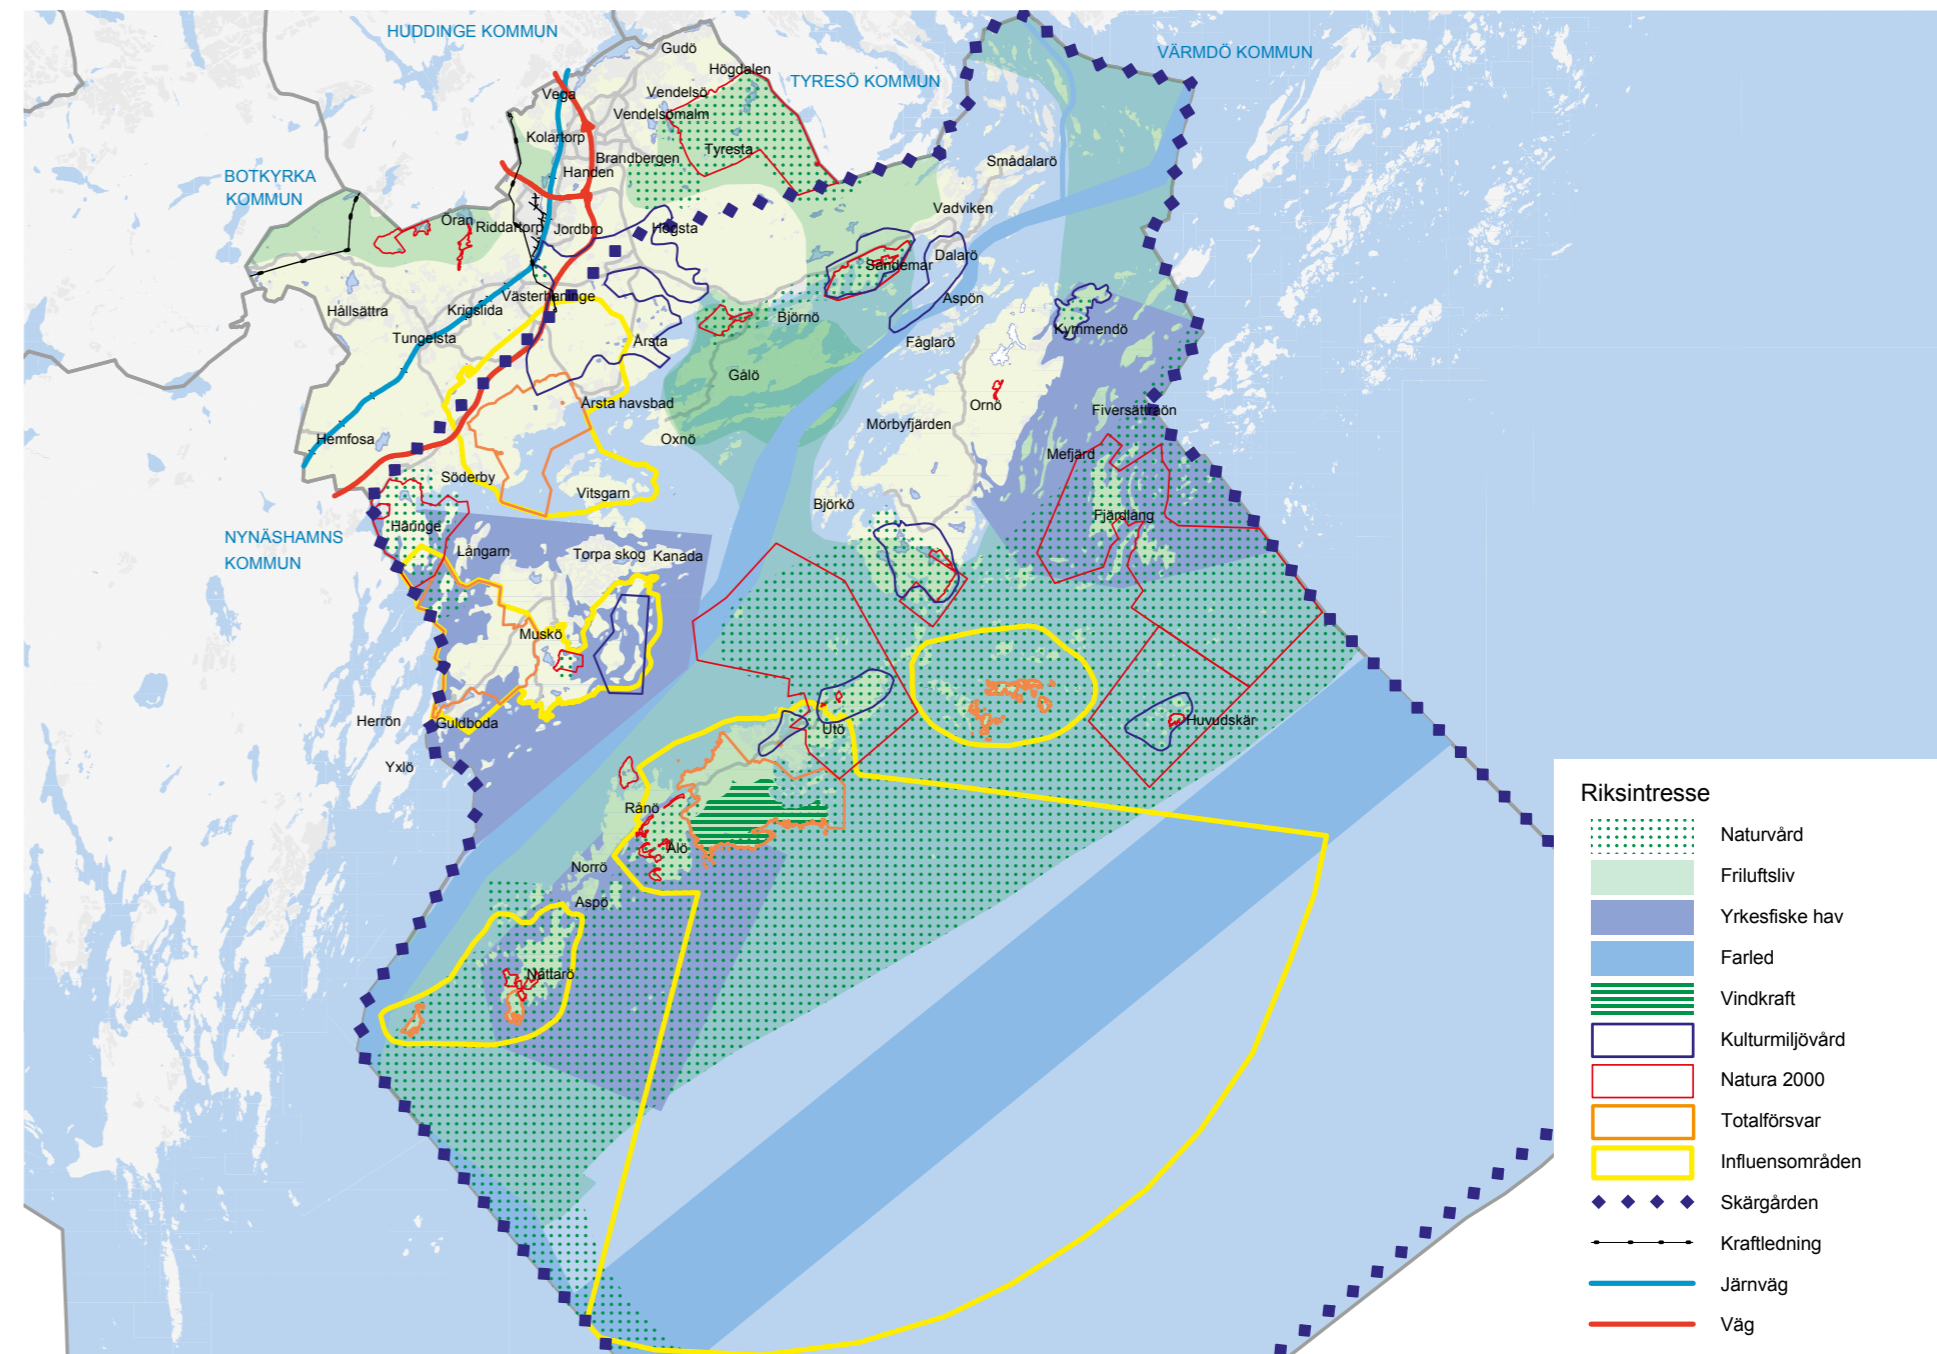 HUDDINGE KOMMUN
Gudö
VÄRMDÖ KOMMUN
Högdalen
TYRESÖ KOMMUN
Vega
Vendelsö
Vendelsömalm
Kolartorp
Tyresta
Brandbergen
Smådalarö
Handen
BOTKYRKA
KOMMUN
Vadviken
Öran
Riddartorp
Jordbro
Högsta
Dalarö
Sandemar
Västerhaninge
Aspön
Hållsättra
Krigslida
Björnö
Kymmendö
Tungelsta
Årsta
Fåglarö
Gålö
Ornö
Årsta havsbad
Fiversättraön
Mörbyfjärden
Hemfosa
Oxnö
Mefjärd
Söderby
Vitsgarn
Björkö
Fjärdlång
Häringe
NYNÄSHAMNS
KOMMUN
Långarn
Torpa skog
Kanada
Muskö
Herrön
Guldboda
Utö
Huvudskär
Yxlö
Rånö
Ålö
Norrö
Aspö
Nåttarö
Riksintresse
Naturvård
Friluftsliv
Yrkesfiske hav
Farled
Vindkraft
Kulturmiljövård
Natura 2000
Totalförsvar
Influensområden
Skärgården
Kraftledning
Järnväg
Väg